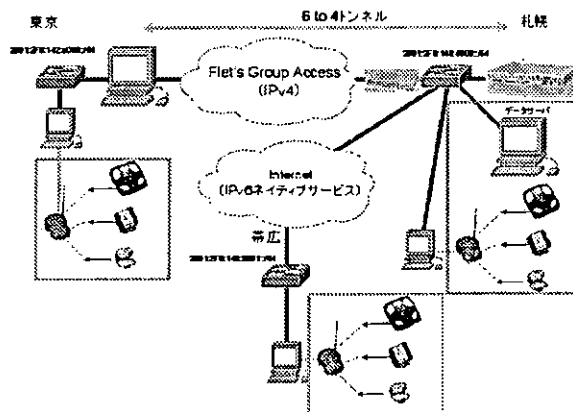 6 to 4トンネル
東京
札幌
Flet's Group Access
(IPv4)
データサーバ
Internet
(IPv6ネイティブサービス)
帯広